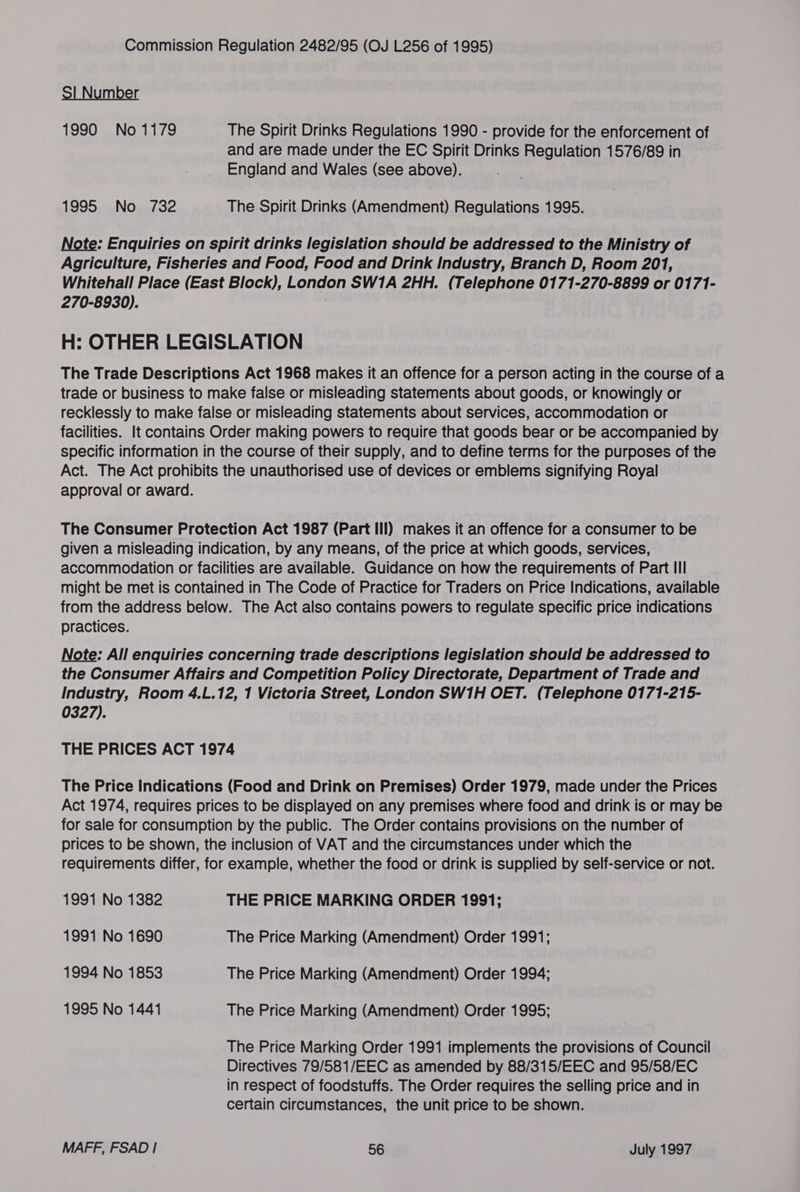 Commission Regulation 2482/95 (OJ L256 of 1995)
SI Number
1990 No 1179 The Spirit Drinks Regulations 1990 - provide for the enforcement of
and are made under the EC Spirit Drinks Regulation 1576/89 in
England and Wales (see above).
1995 No 732 The Spirit Drinks (Amendment) Regulations 1995.
Note: Enquiries on spirit drinks legislation should be addressed to the Ministry of
Agriculture, Fisheries and Food, Food and Drink Industry, Branch D, Room 201,
Whitehall Place (East Block), London SW1A 2HH. (Telephone 0171-270-8899 or 0171-
270-8930).
H: OTHER LEGISLATION
The Trade Descriptions Act 1968 makes it an offence for a person acting in the course of a
trade or business to make false or misleading statements about goods, or knowingly or
recklessly to make false or misleading statements about services, accommodation or
facilities. It contains Order making powers to require that goods bear or be accompanied by
specific information in the course of their supply, and to define terms for the purposes of the
Act. The Act prohibits the unauthorised use of devices or emblems signifying Royal
approval or award.
The Consumer Protection Act 1987 (Part III) makes it an offence for a consumer to be
given a misleading indication, by any means, of the price at which goods, services,
accommodation or facilities are available. Guidance on how the requirements of Part III
might be met is contained in The Code of Practice for Traders on Price Indications, available
from the address below. The Act also contains powers to regulate specific price indications
practices.
Note: All enquiries concerning trade descriptions legislation should be addressed to
the Consumer Affairs and Competition Policy Directorate, Department of Trade and
Industry, Room 4.L.12, 1 Victoria Street, London SW1H OET. (Telephone 0171-215-
0327).
THE PRICES ACT 1974
The Price Indications (Food and Drink on Premises) Order 1979, made under the Prices
Act 1974, requires prices to be displayed on any premises where food and drink is or may be
for sale for consumption by the public. The Order contains provisions on the number of
prices to be shown, the inclusion of VAT and the circumstances under which the
requirements differ, for example, whether the food or drink is supplied by self-service or not.
1991 No 1382 THE PRICE MARKING ORDER 1991;
1991 No 1690 The Price Marking (Amendment) Order 1991;
1994 No 1853 The Price Marking (Amendment) Order 1994;
1995 No 1441 The Price Marking (Amendment) Order 1995;
The Price Marking Order 1991 implements the provisions of Council
Directives 79/581/EEC as amended by 88/315/EEC and 95/58/EC
in respect of foodstuffs. The Order requires the selling price and in
certain circumstances, the unit price to be shown.
MAFF, FSAD I 56 July 1997